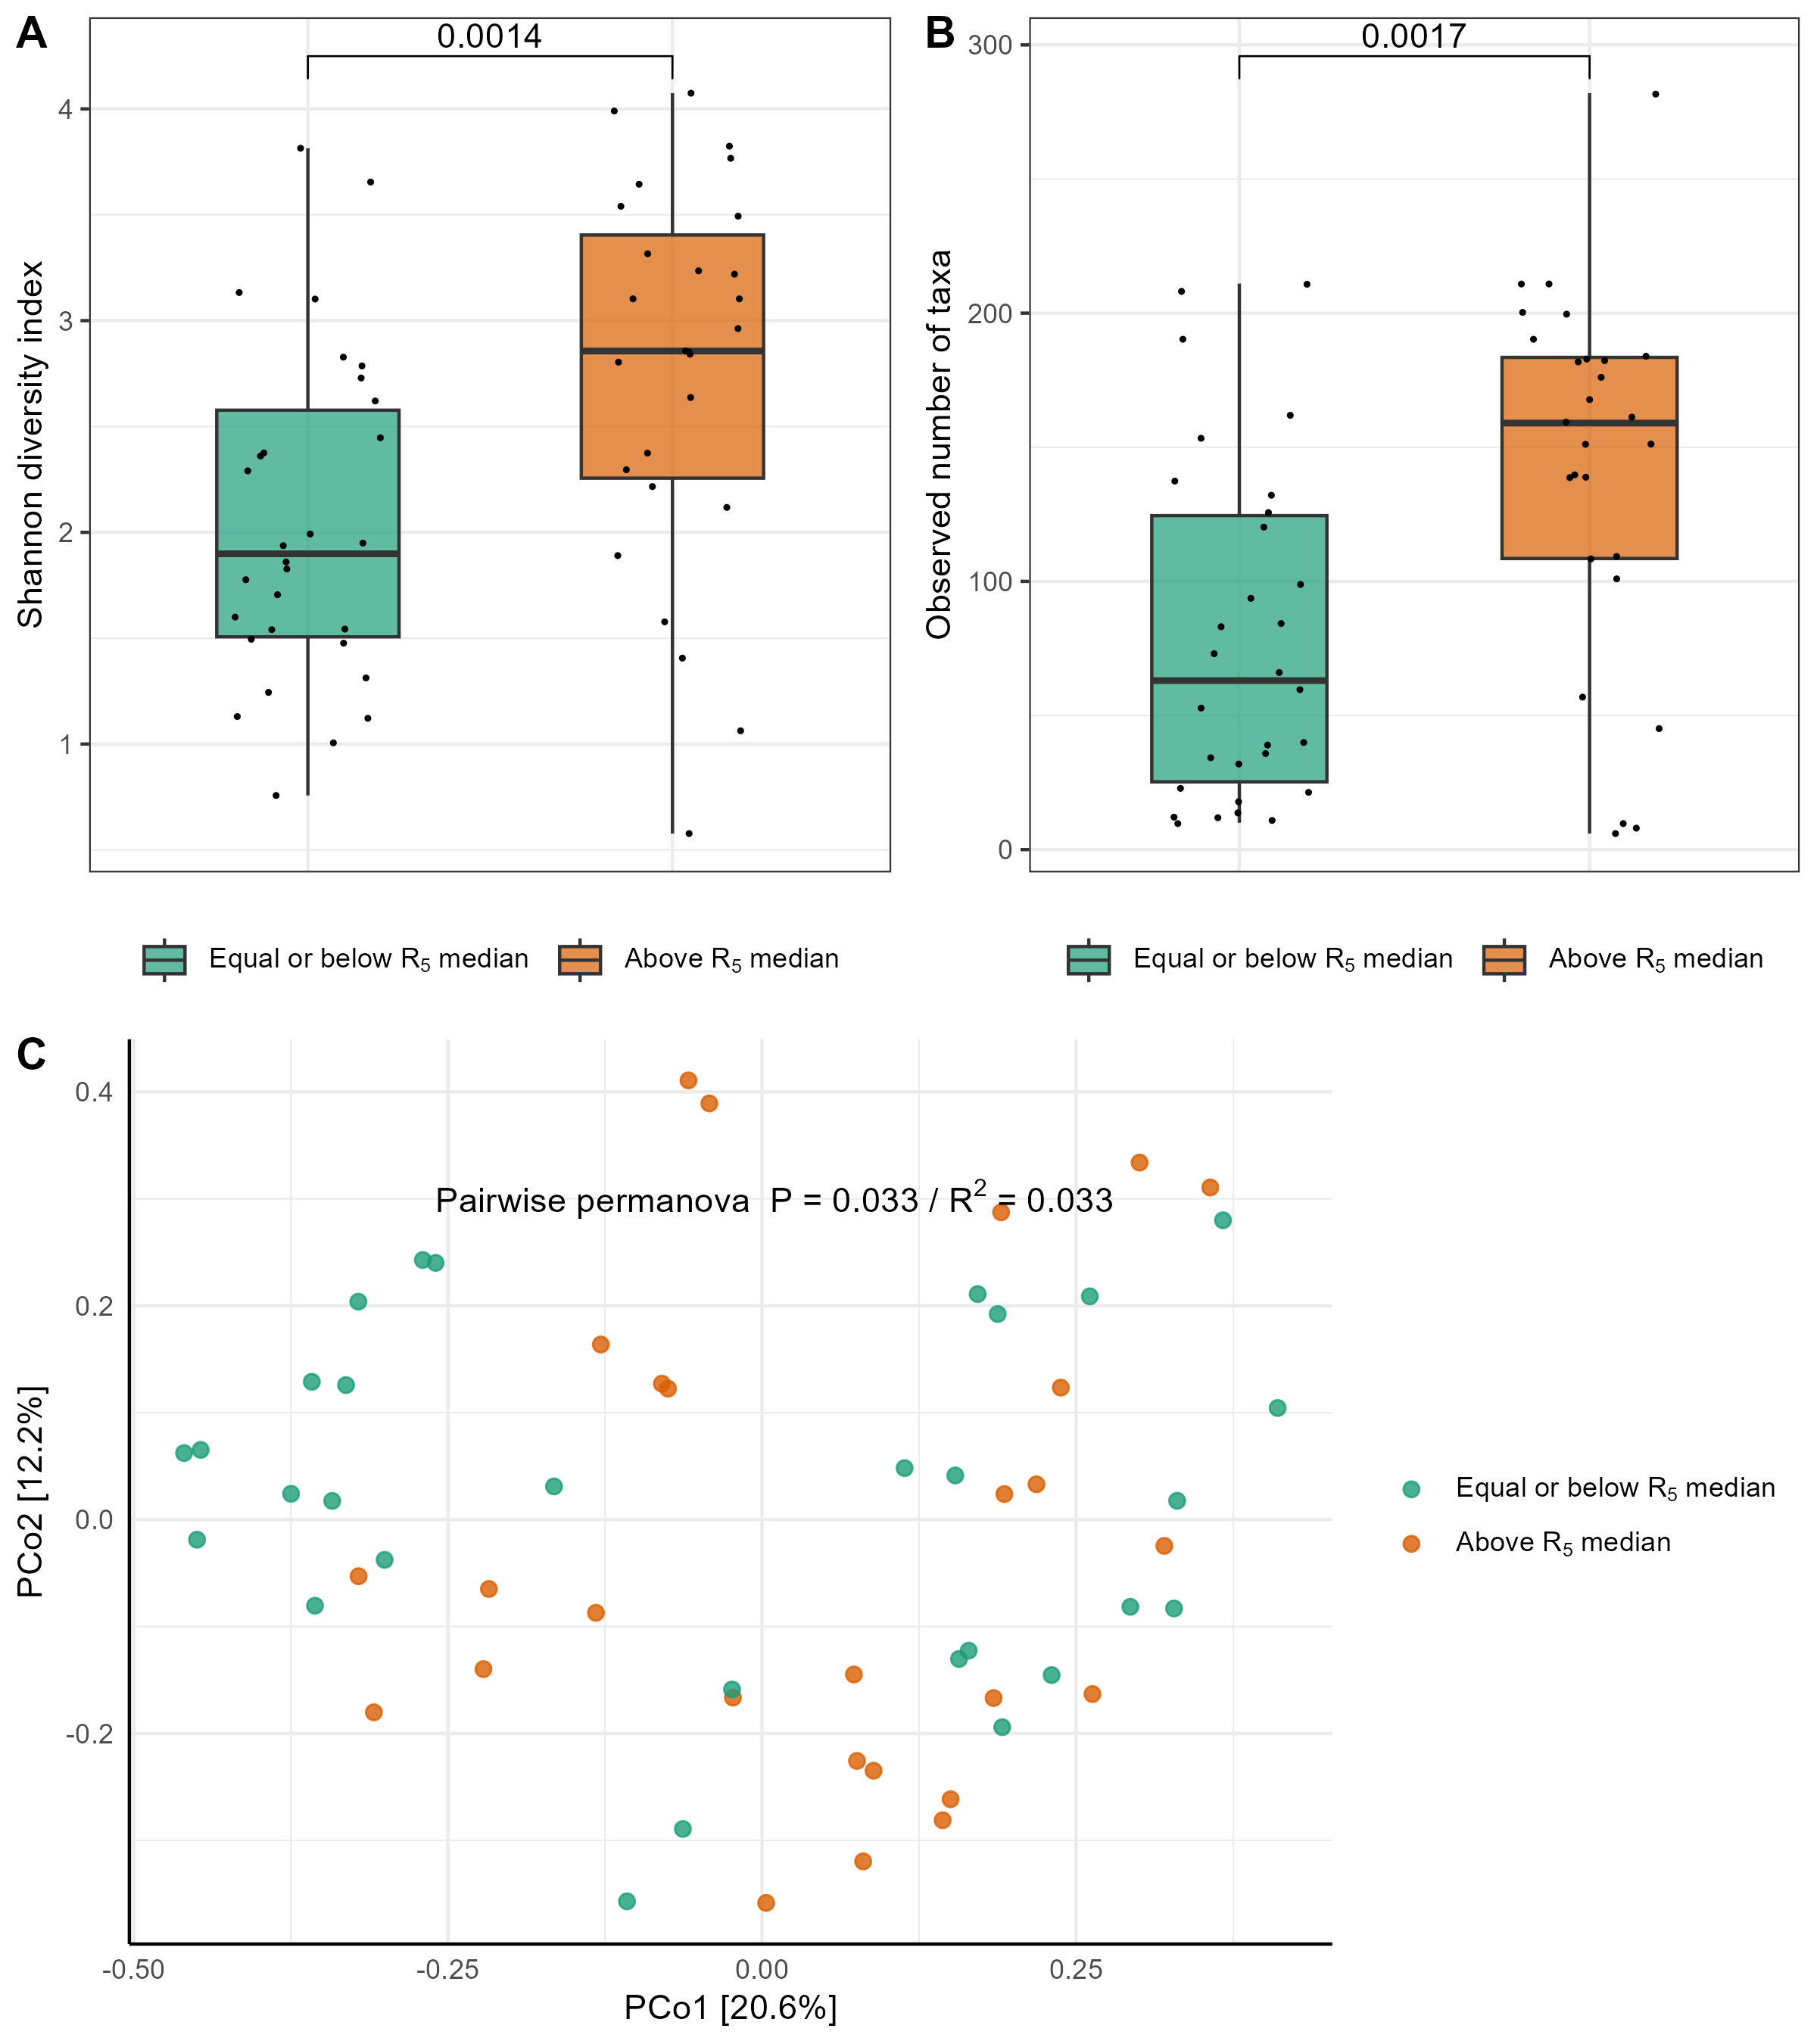 A
0.0014
Shannon diversity index
4
3
2
1
Equal or below R₅ median
Above R₅ median
B
0.0017
Observed number of taxa
300
200
100
0
Equal or below R₅ median
Above R₅ median
C
Pairwise permanova P = 0.033 / R² = 0.033
PCo2 [12.2%]
0.4
0.2
0.0
-0.2
-0.50
-0.25
0.00
0.25
PCo1 [20.6%]
Equal or below R₅ median
Above R₅ median